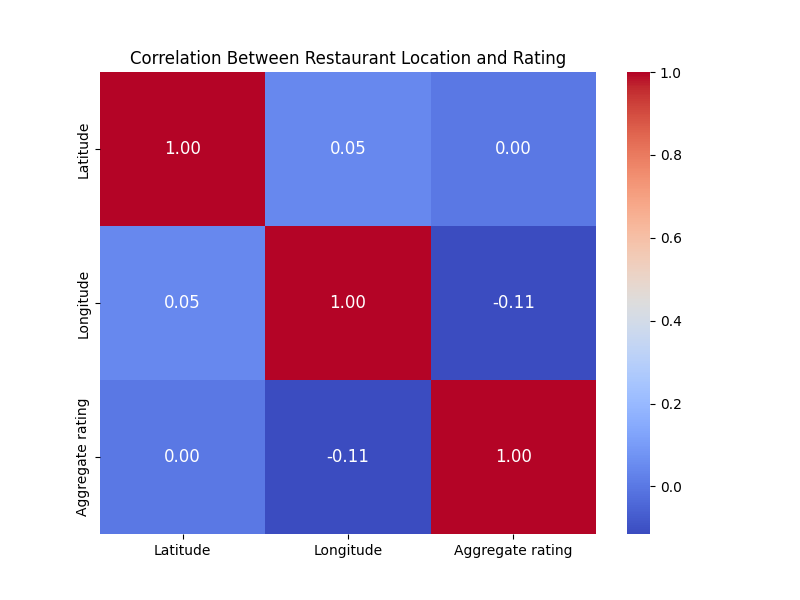 Correlation Between Restaurant Location and Rating
Latitude
1.00
0.05
0.00
Longitude
0.05
1.00
-0.11
Aggregate rating
0.00
-0.11
1.00
Latitude
Longitude
Aggregate rating
1.0
0.8
0.6
0.4
0.2
0.0